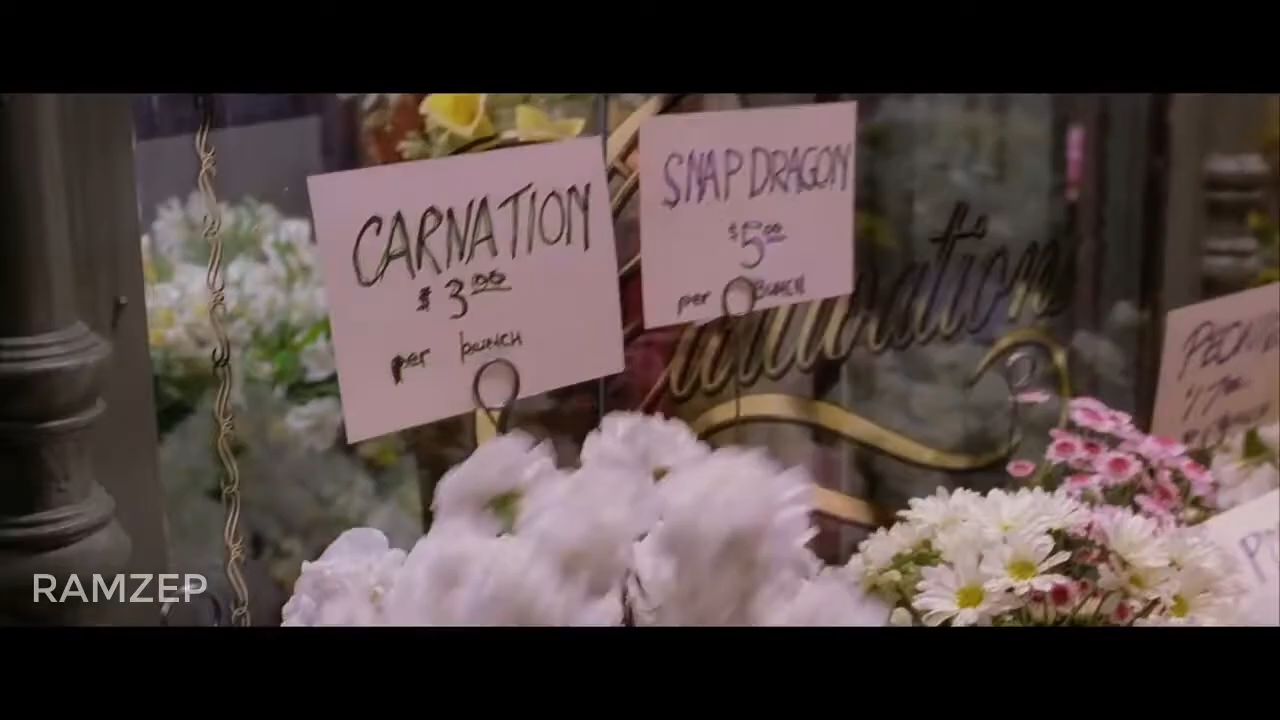 CARNATION
$3.00
per bunch
SNAP DRAGON
$5.00
per BUNCH
RAMZEP